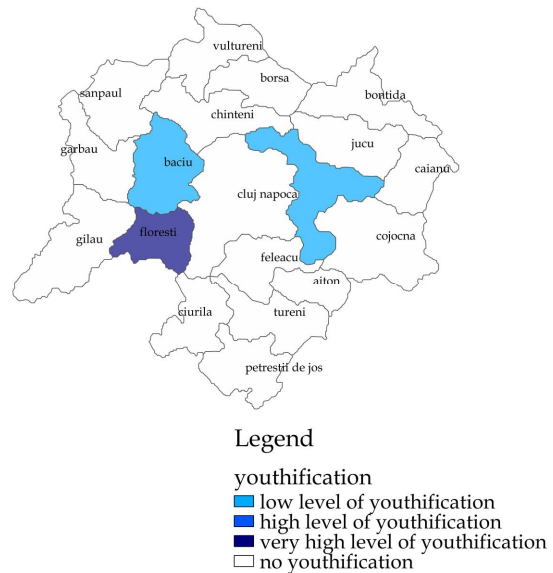 vultureni
borsa
sanpaul
bontida
chinteni
jucu
garbau
baciu
caianu
cluj napoca
floresti
gilau
cojocna
feleacu
aiton
ciurila
tureni
petrestii de jos
Legend
youthification
low level of youthification
high level of youthification
very high level of youthification
no youthification